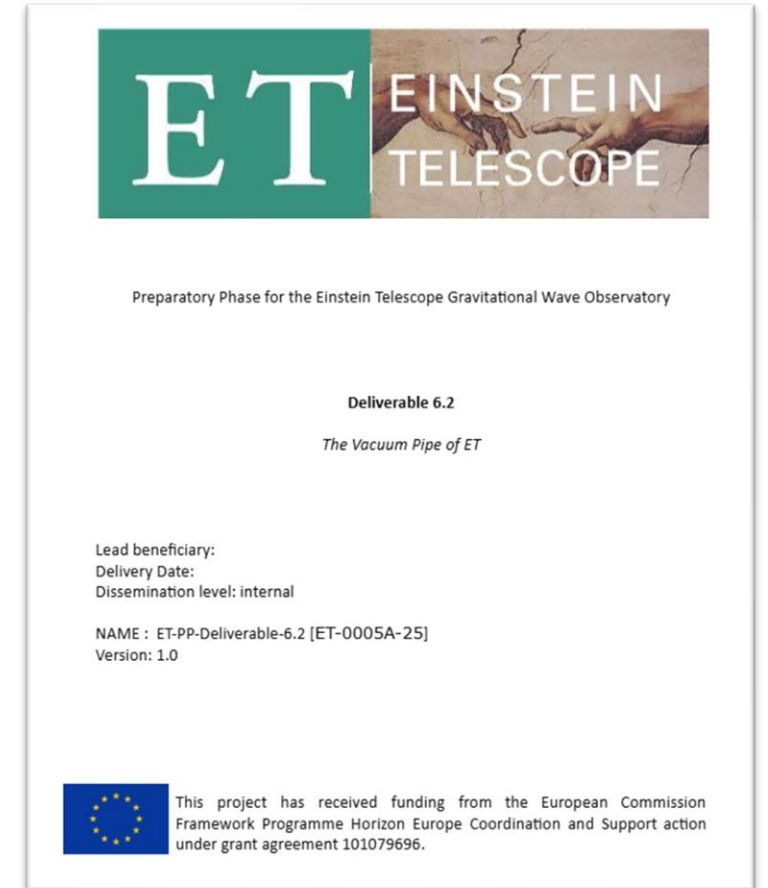 ET
EINSTEIN
TELESCOPE
Preparatory Phase for the Einstein Telescope Gravitational Wave Observatory
Deliverable 6.2
The Vacuum Pipe of ET
Lead beneficiary:
Delivery Date:
Dissemination level: internal
NAME : ET-PP-Deliverable-6.2 [ET-0005A-25]
Version: 1.0
This project has received funding from the European Commission
Framework Programme Horizon Europe Coordination and Support action
under grant agreement 101079696.